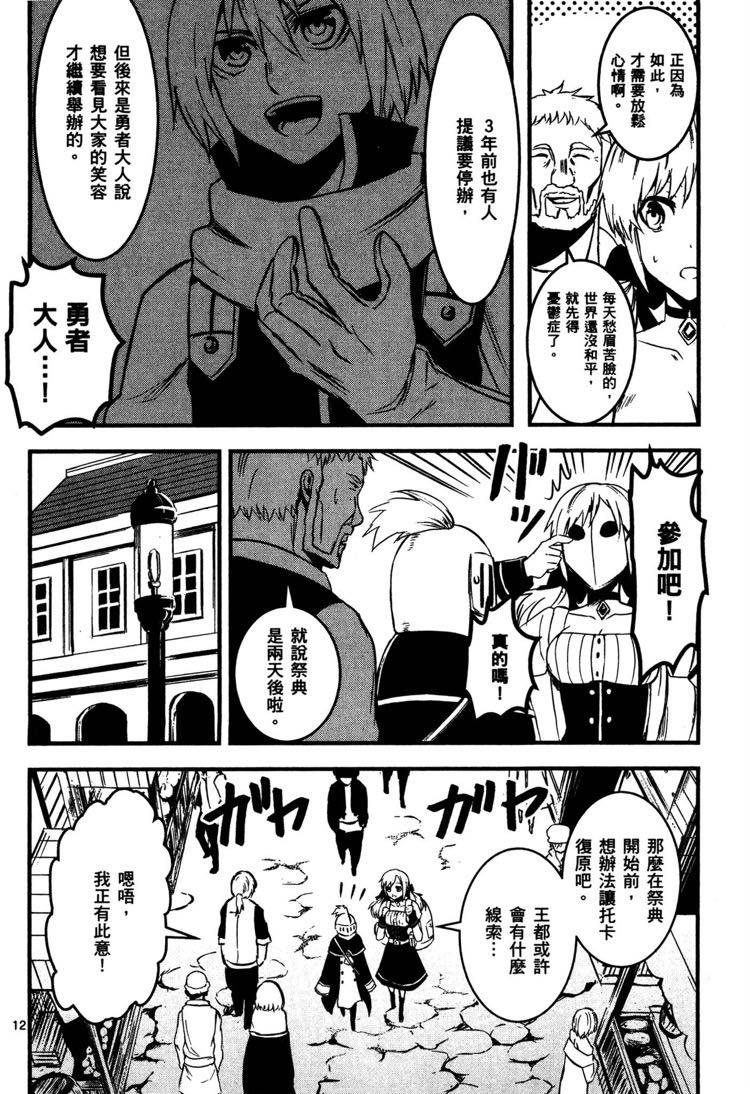 正因為
如此，
才需要放鬆
心情啊。
每天愁眉苦臉的，
世界還沒和平，
就先得
憂鬱症了。
3年前也有人
提議要停辦，
但後來是勇者大人說
想要看見大家的笑容
才繼續舉辦的。
勇者
大人…！
參加吧！
バッ
真的嗎！
就說祭典
是兩天後啦。
那麼在祭典
開始前，
想辦法讓托卡
復原吧。
王都或許
會有什麼
線索…
ガヤ
ガヤ
嗯唔，
我正有此意！
12